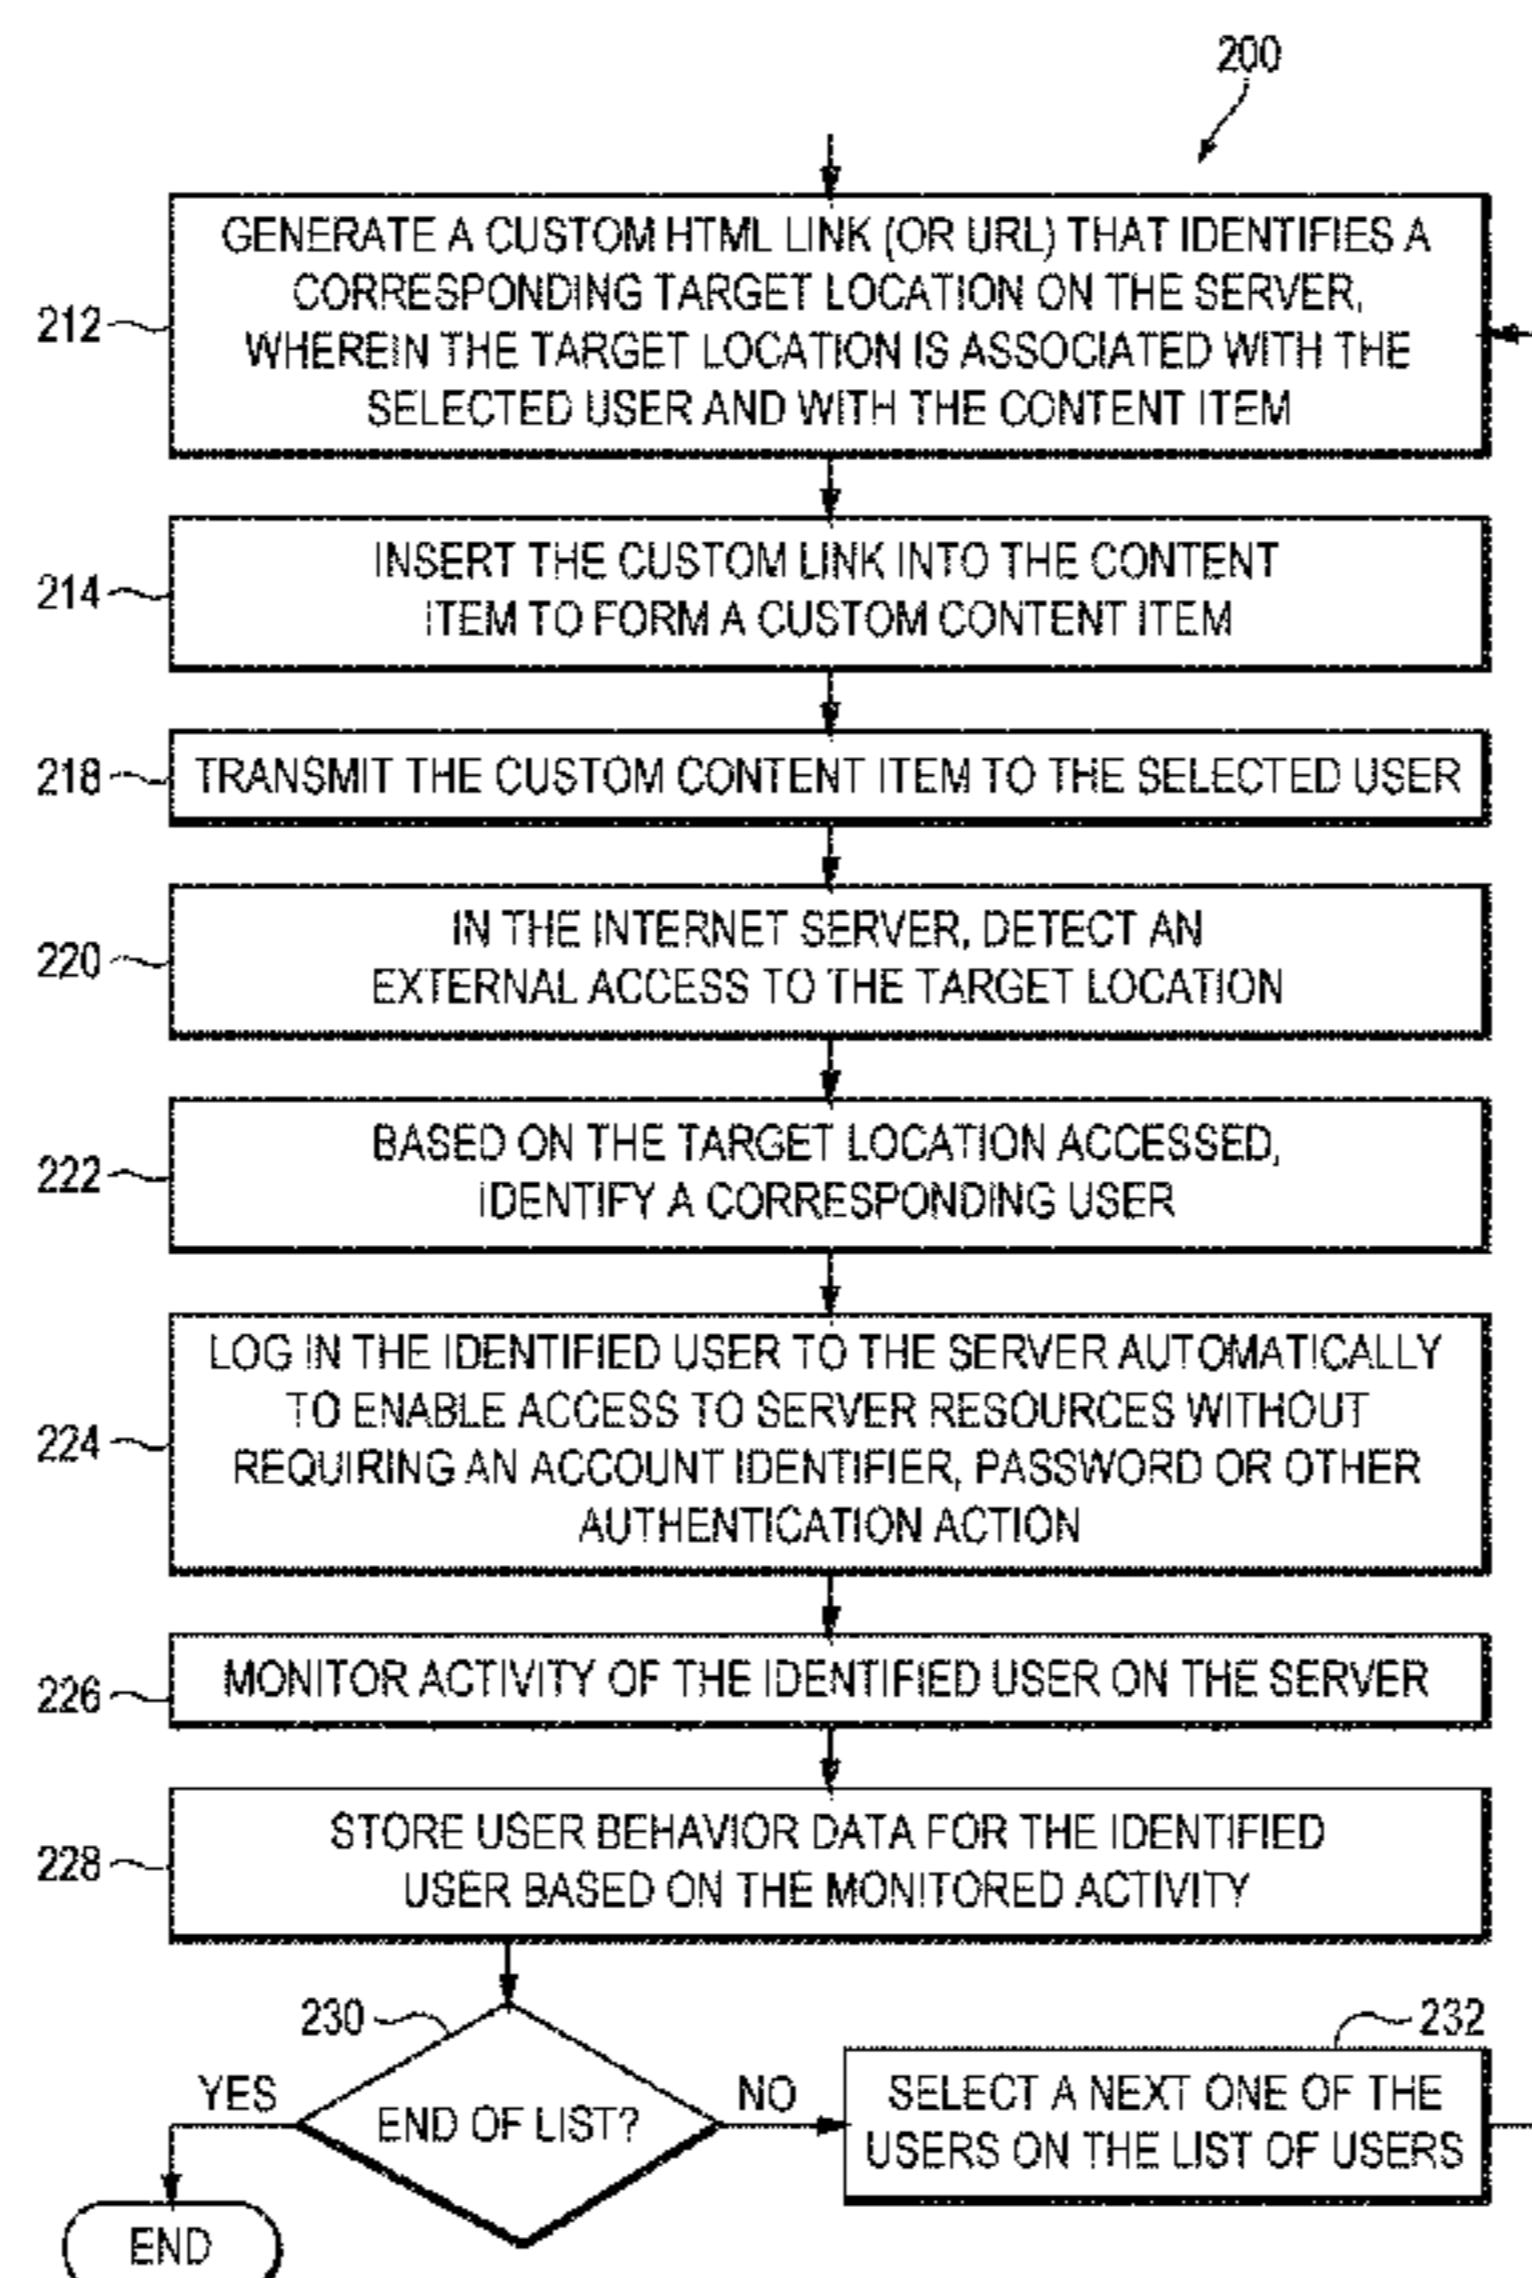 200
GENERATE A CUSTOM HTML LINK (OR URL) THAT IDENTIFIES A
CORRESPONDING TARGET LOCATION ON THE SERVER,
WHEREIN THE TARGET LOCATION IS ASSOCIATED WITH THE
SELECTED USER AND WITH THE CONTENT ITEM
212
INSERT THE CUSTOM LINK INTO THE CONTENT
ITEM TO FORM A CUSTOM CONTENT ITEM
214
TRANSMIT THE CUSTOM CONTENT ITEM TO THE SELECTED USER
218
IN THE INTERNET SERVER, DETECT AN
EXTERNAL ACCESS TO THE TARGET LOCATION
220
BASED ON THE TARGET LOCATION ACCESSED,
IDENTIFY A CORRESPONDING USER
222
LOG IN THE IDENTIFIED USER TO THE SERVER AUTOMATICALLY
TO ENABLE ACCESS TO SERVER RESOURCES WITHOUT
REQUIRING AN ACCOUNT IDENTIFIER, PASSWORD OR OTHER
AUTHENTICATION ACTION
224
MONITOR ACTIVITY OF THE IDENTIFIED USER ON THE SERVER
226
STORE USER BEHAVIOR DATA FOR THE IDENTIFIED
USER BASED ON THE MONITORED ACTIVITY
228
230
END OF LIST?
YES
NO
232
SELECT A NEXT ONE OF THE
USERS ON THE LIST OF USERS
END